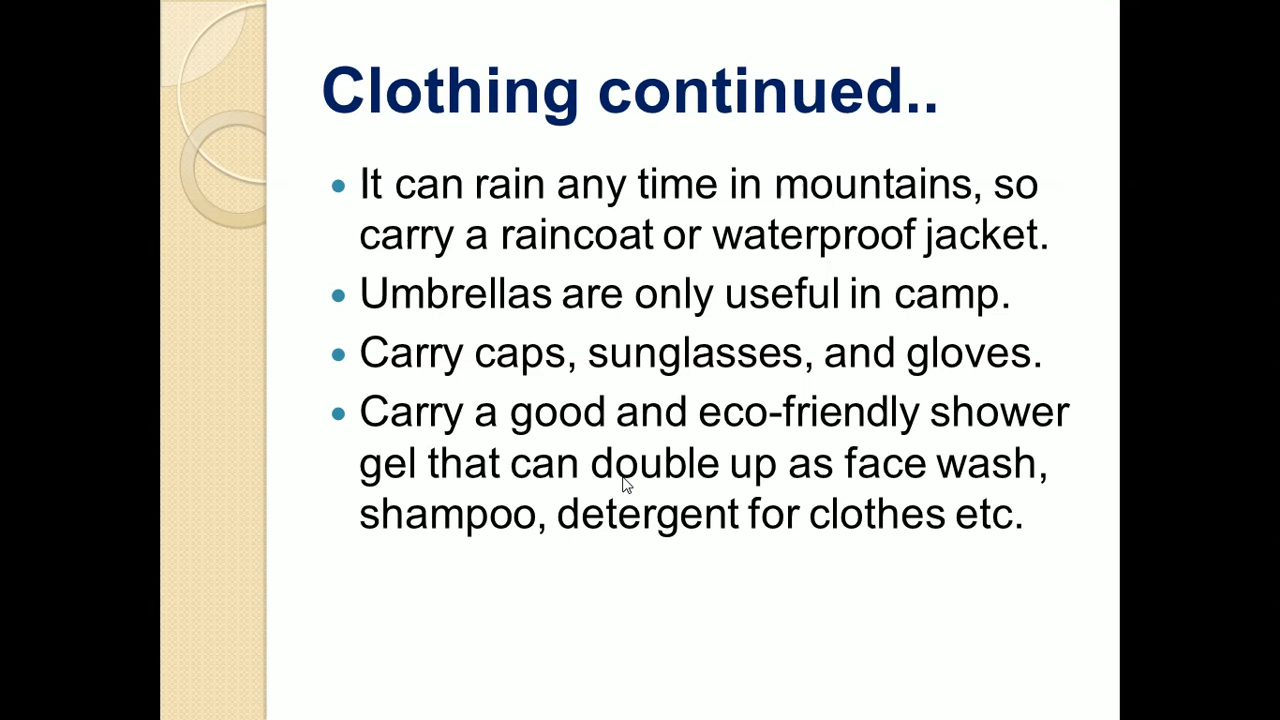 Clothing continued..
• It can rain any time in mountains, so
carry a raincoat or waterproof jacket.
• Umbrellas are only useful in camp.
• Carry caps, sunglasses, and gloves.
• Carry a good and eco-friendly shower
gel that can double up as face wash,
shampoo, detergent for clothes etc.